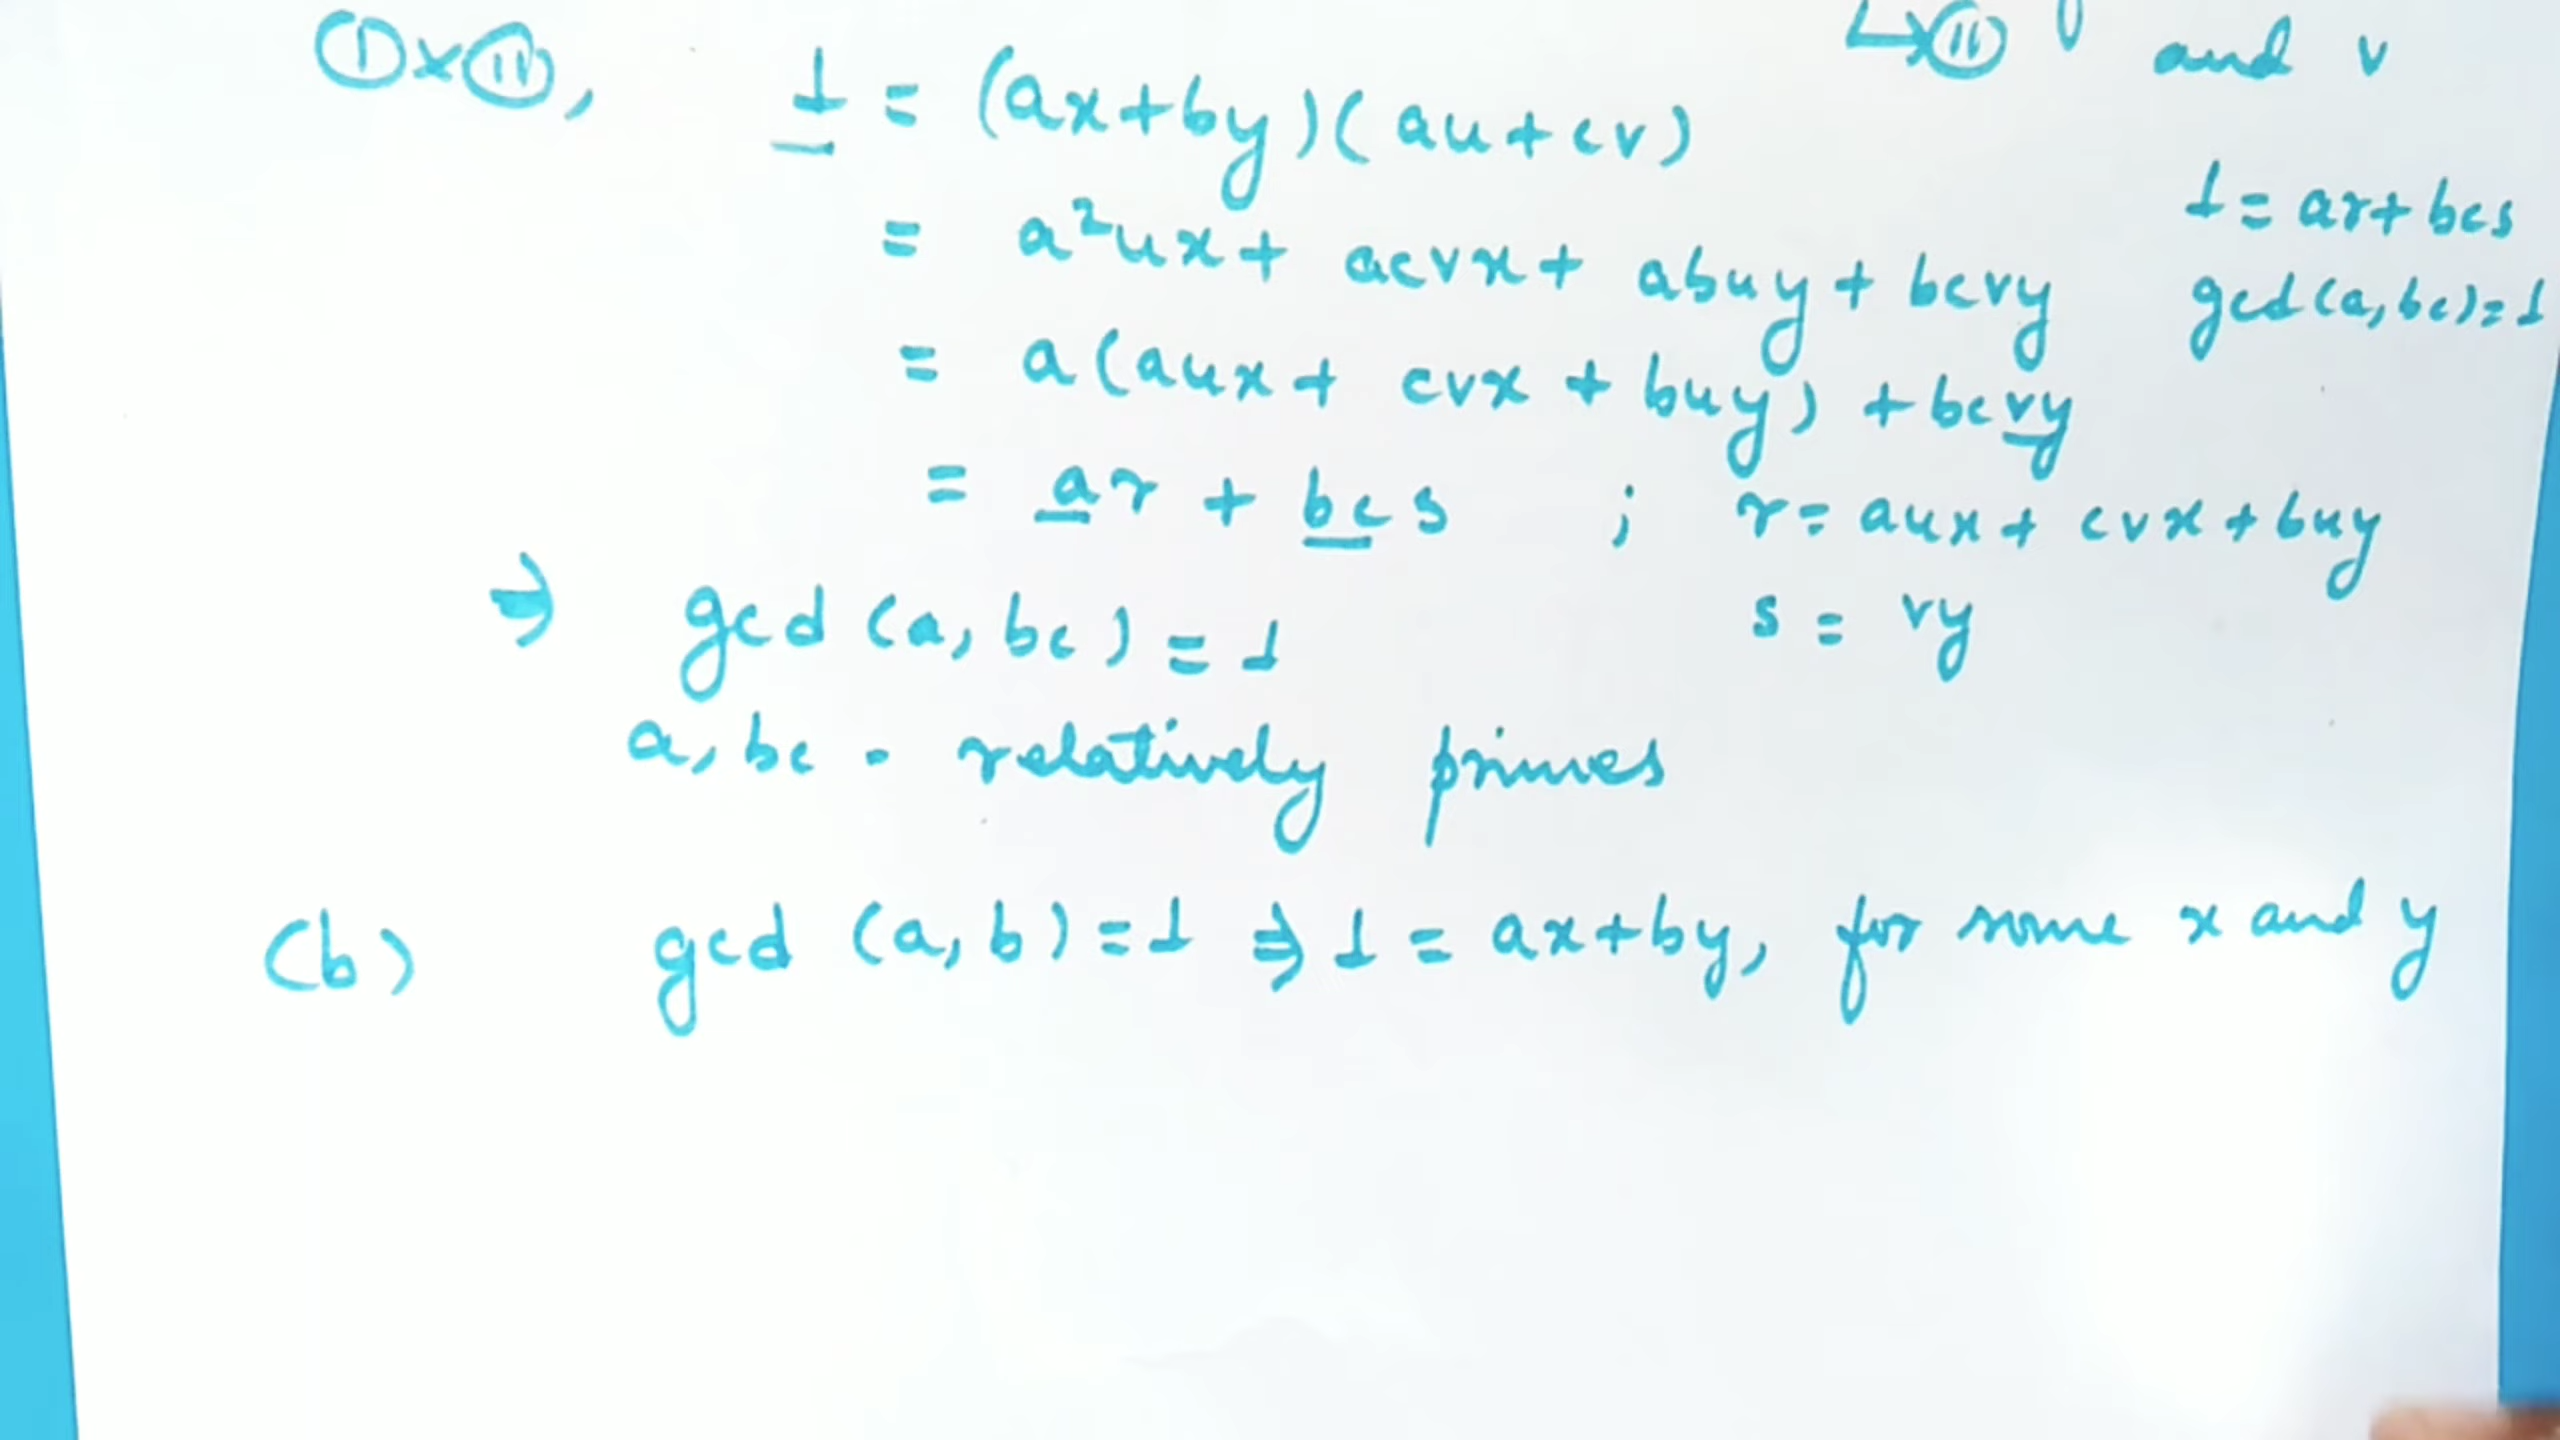 Ⓘ×Ⓘⓘ, 1 = (ax+by)(au+cv)
↳Ⓘⓘ and v
= a²ux + acvx + abuy + bcvy
1 = ar + bcs
gcd(a, bc) = 1
= a(aux + cvx + buy) + bcvy
= ar + bcs ; r = aux + cvx + buy
s = vy
⇒ gcd (a, bc) = 1
a, bc - relatively primes
(b) gcd (a, b) = 1 ⇒ 1 = ax+by, for some x and y